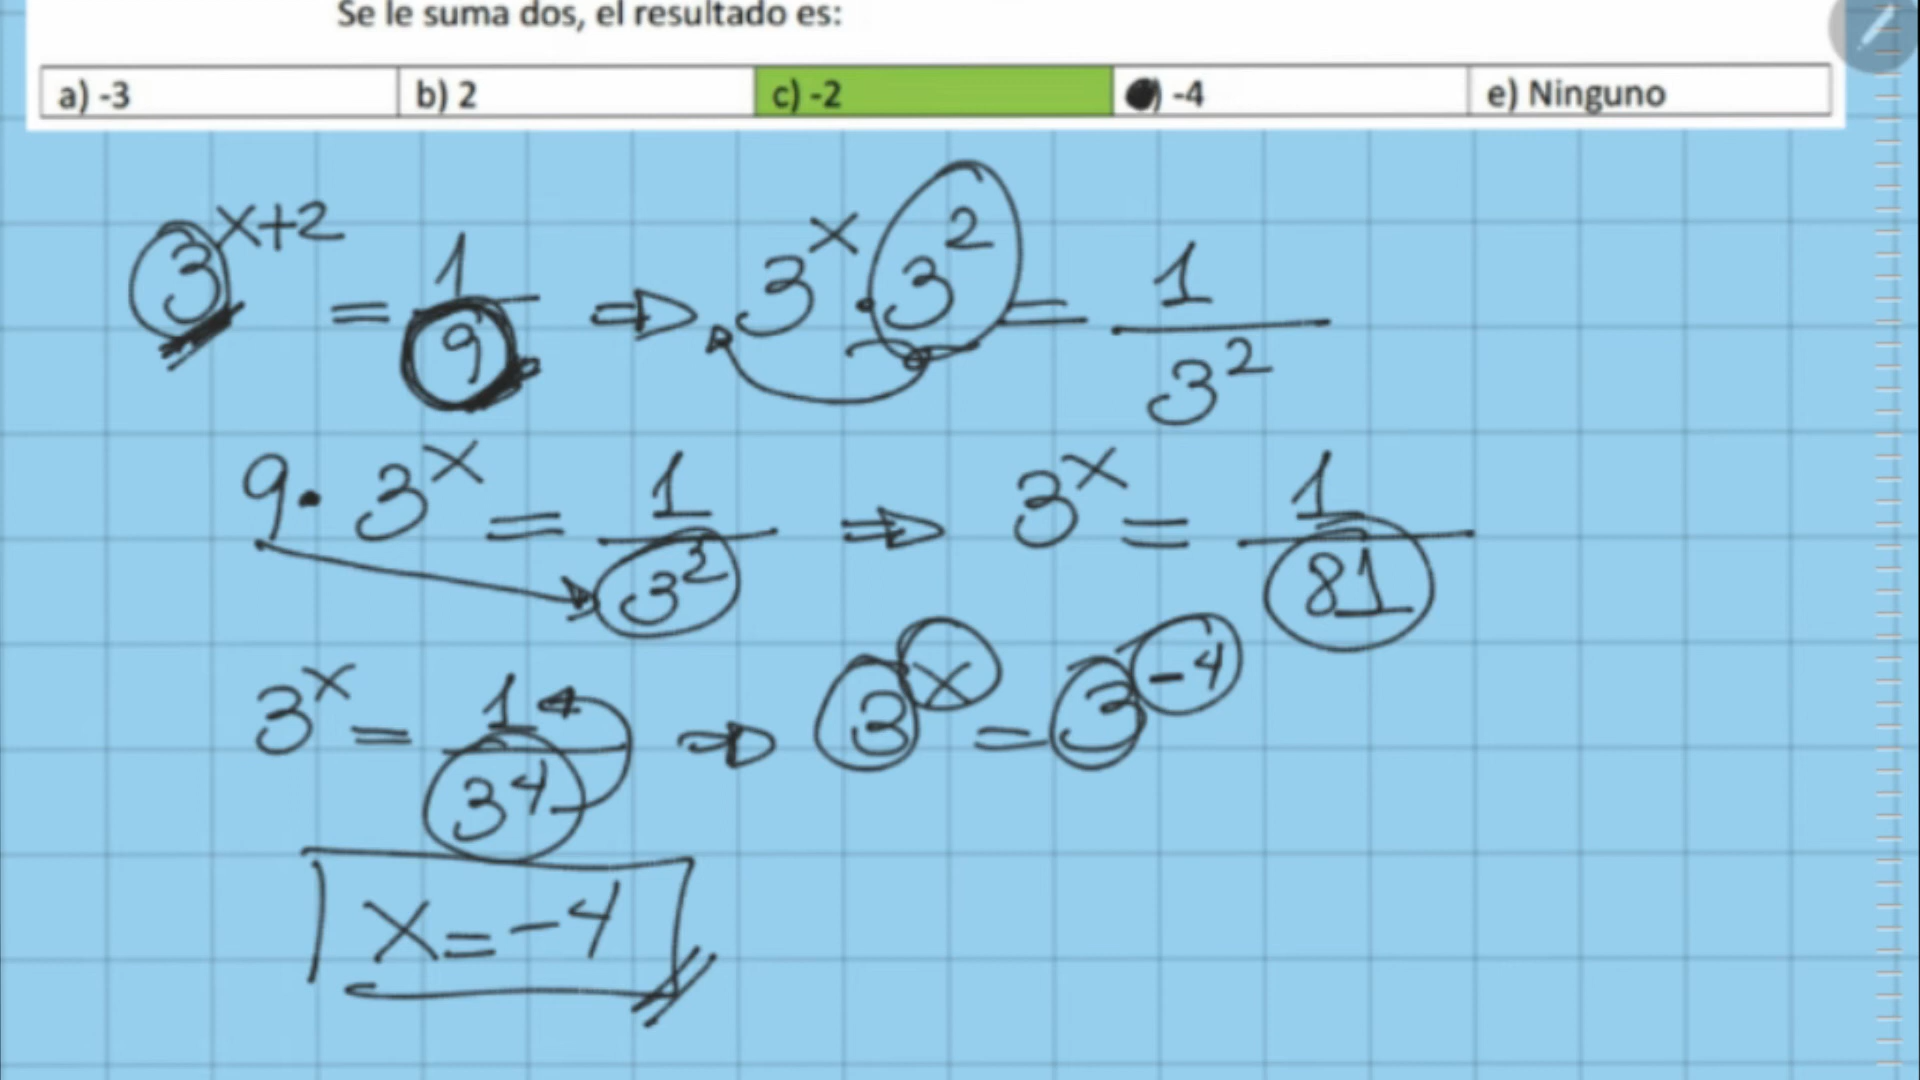 Se le suma dos, el resultado es:
a) -3 b) 2 c) -2 ) -4 e) Ninguno
3^(x+2) = 1/9 ⇒ 3^x · 3^2 = 1/3^2
9 · 3^x = 1/3^2 ⇒ 3^x = 1/81
3^x = 1/3^4 ⇒ 3^x = 3^-4
x = -4